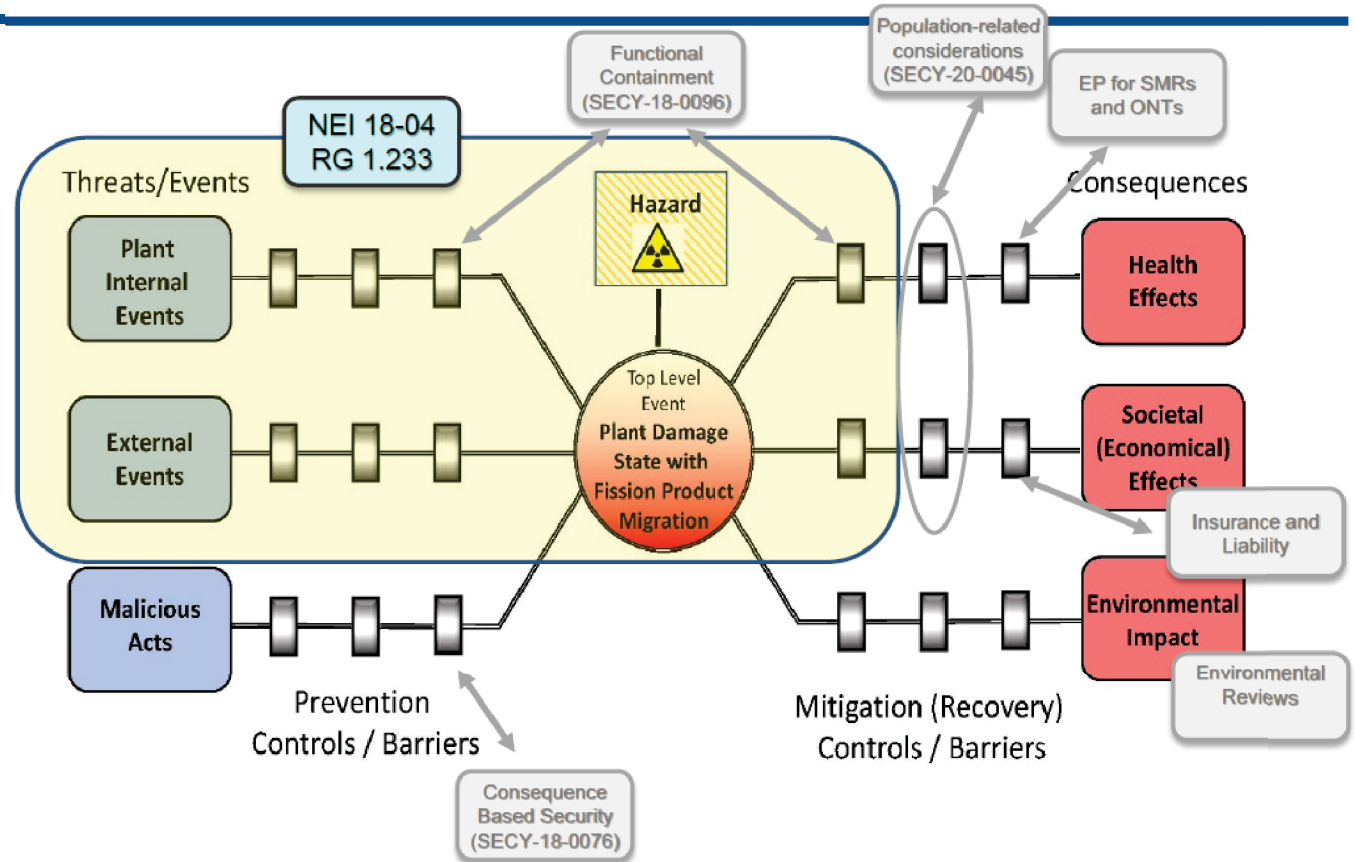 Functional
Containment
(SECY-18-0096)
Population-related
considerations
(SECY-20-0045)
EP for SMRs
and ONTs
NEI 18-04
RG 1.233
Threats/Events
Consequences
Hazard
Plant
Internal
Events
Health
Effects
Top Level
Event
Plant Damage
State with
Fission Product
Migration
External
Events
Societal
(Economical)
Effects
Insurance and
Liability
Malicious
Acts
Environmental
Impact
Environmental
Reviews
Prevention
Controls / Barriers
Mitigation (Recovery)
Controls / Barriers
Consequence
Based Security
(SECY-18-0076)